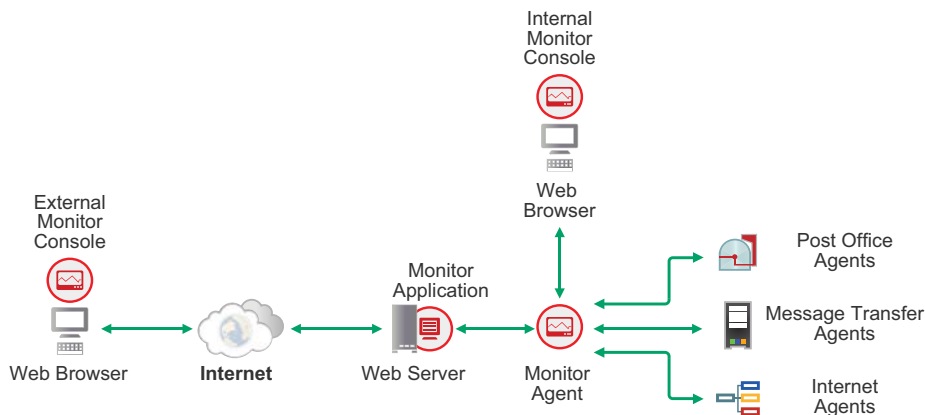 Internal
Monitor
Console
Web
Browser
External
Monitor
Console
Web Browser
Internet
Monitor
Application
Web Server
Monitor
Agent
Post Office
Agents
Message Transfer
Agents
Internet
Agents